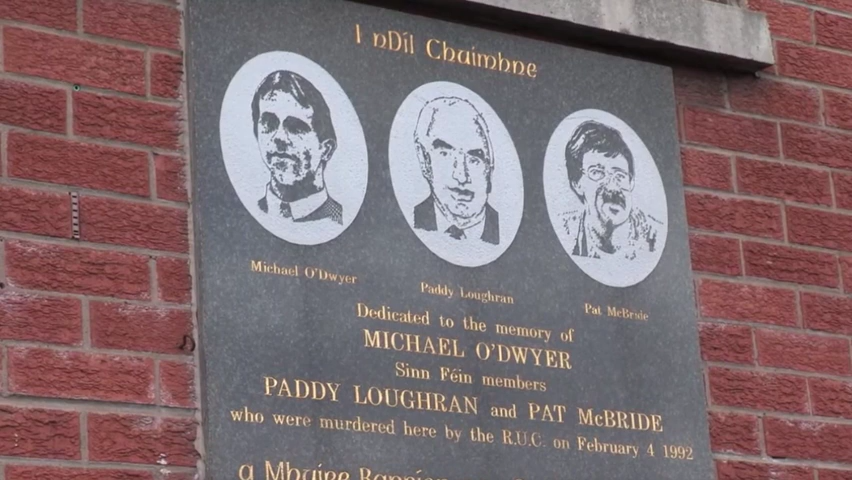 I nDíl Chuimhne
Michael O'Dwyer
Paddy Loughran
Pat McBride
Dedicated to the memory of
MICHAEL O'DWYER
Sinn Féin members
PADDY LOUGHRAN and PAT McBRIDE
who were murdered here by the R.U.C. on February 4 1992
a Mhuire